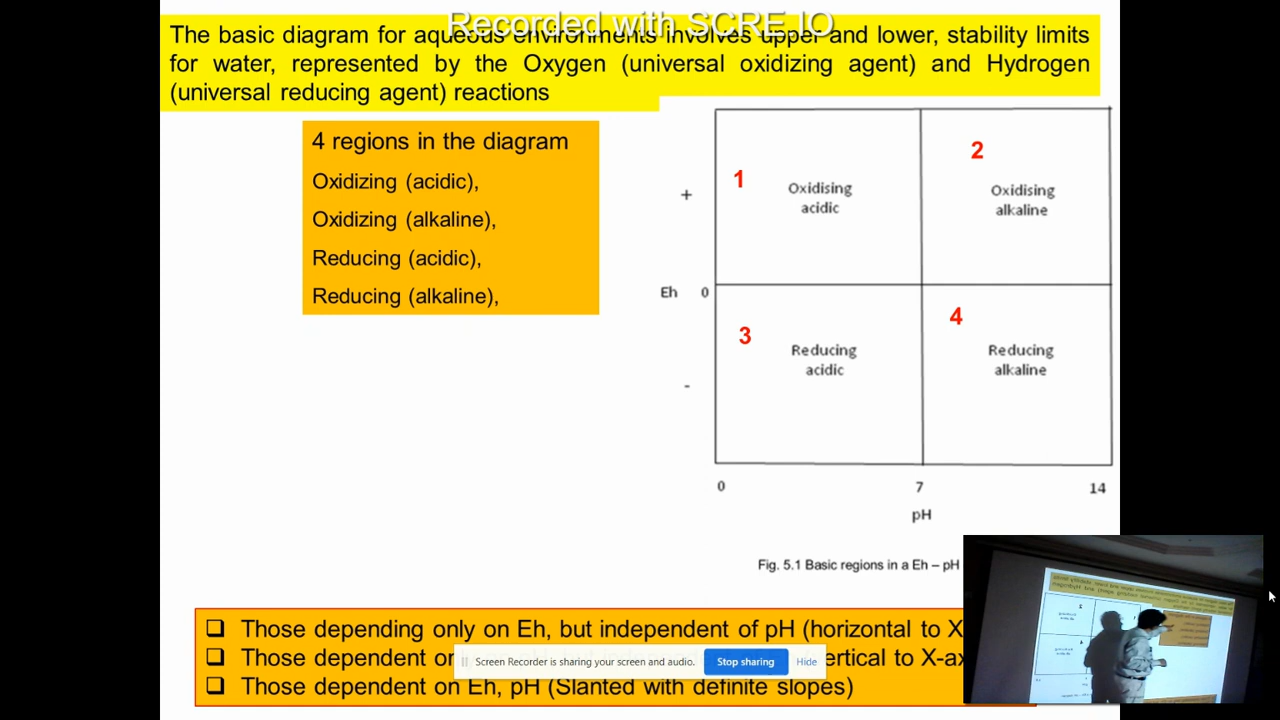 Recorded with SCRE.IO
The basic diagram for aqueous environments involves upper and lower, stability limits
for water, represented by the Oxygen (universal oxidizing agent) and Hydrogen
(universal reducing agent) reactions
4 regions in the diagram
Oxidizing (acidic),
Oxidizing (alkaline),
Reducing (acidic),
Reducing (alkaline),
1
Oxidising
acidic
2
Oxidising
alkaline
+
Eh 0
3
Reducing
acidic
4
Reducing
alkaline
-
0 7 14
pH
Fig. 5.1 Basic regions in a Eh – pH
❑ Those depending only on Eh, but independent of pH (horizontal to X
❑ Those dependent
❑ Those dependent on Eh, pH (Slanted with definite slopes)
Screen Recorder is sharing your screen and audio.
Stop sharing
Hide